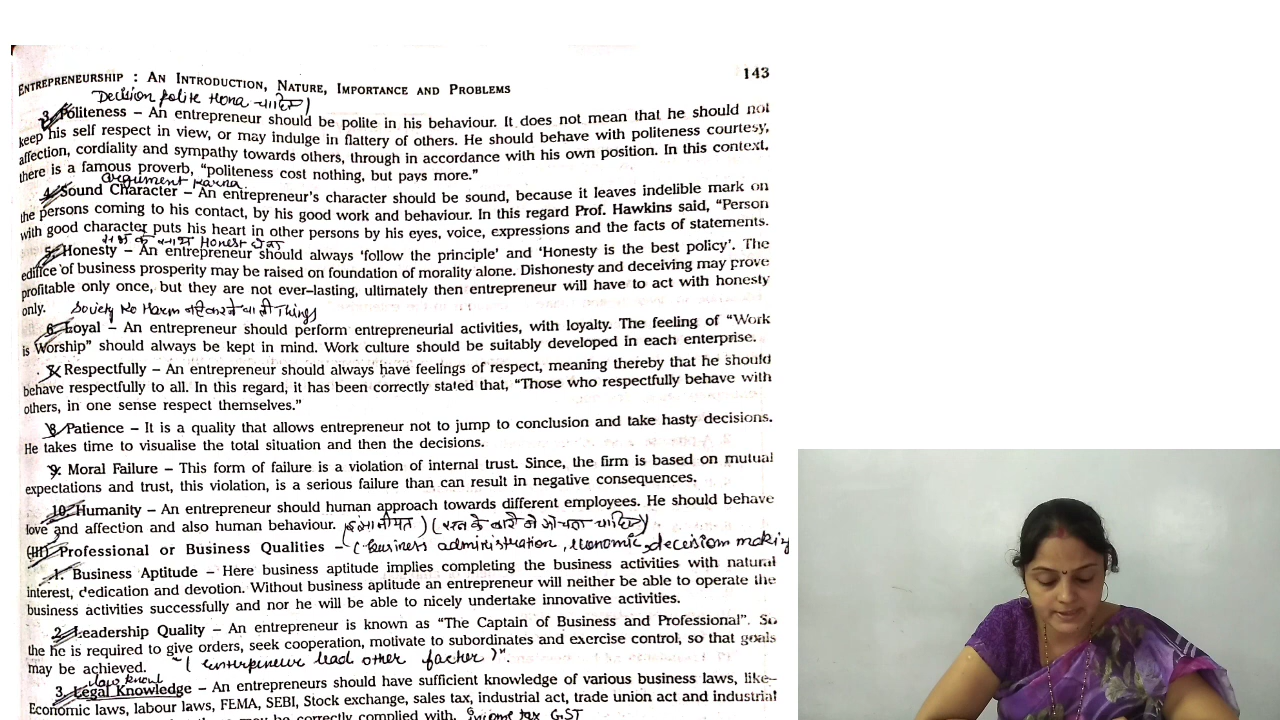 ENTREPRENEURSHIP : AN INTRODUCTION, NATURE, IMPORTANCE AND PROBLEMS 143
Decision polite Hona चाहिए
3. Politeness – An entrepreneur should be polite in his behaviour. It does not mean that he should not
keep his self respect in view, or may indulge in flattery of others. He should behave with politeness courtesy,
affection, cordiality and sympathy towards others, through in accordance with his own position. In this context,
there is a famous proverb, “politeness cost nothing, but pays more.”
argument karna
4. Sound Character – An entrepreneur's character should be sound, because it leaves indelible mark on
the persons coming to his contact, by his good work and behaviour. In this regard Prof. Hawkins said, “Person
with good character puts his heart in other persons by his eyes, voice, expressions and the facts of statements.
के साथ Honest
5. Honesty – An entrepreneur should always 'follow the principle' and 'Honesty is the best policy'. The
edifice of business prosperity may be raised on foundation of morality alone. Dishonesty and deceiving may prove
profitable only once, but they are not ever-lasting, ultimately then entrepreneur will have to act with honesty
only. Society ko Harm Things
6. Loyal – An entrepreneur should perform entrepreneurial activities, with loyalty. The feeling of “Work
is Worship” should always be kept in mind. Work culture should be suitably developed in each enterprise.
Respectfully – An entrepreneur should always have feelings of respect, meaning thereby that he should
behave respectfully to all. In this regard, it has been correctly stated that, “Those who respectfully behave with
others, in one sense respect themselves.”
8. Patience – It is a quality that allows entrepreneur not to jump to conclusion and take hasty decisions.
He takes time to visualise the total situation and then the decisions.
9. Moral Failure – This form of failure is a violation of internal trust. Since, the firm is based on mutual
expectations and trust, this violation, is a serious failure than can result in negative consequences.
10. Humanity – An entrepreneur should human approach towards different employees. He should behave
love and affection and also human behaviour. (इंसानीयत) (के बारे में सोचना चाहिए)
(III) Professional or Business Qualities – (business administration, economic, decision making
1. Business Aptitude – Here business aptitude implies completing the business activities with natural
interest, dedication and devotion. Without business aptitude an entrepreneur will neither be able to operate the
business activities successfully and nor he will be able to nicely undertake innovative activities.
2. Leadership Quality – An entrepreneur is known as “The Captain of Business and Professional”. So
the he is required to give orders, seek cooperation, motivate to subordinates and exercise control, so that goals
may be achieved. “(enterpeneur lead other factor)”.
law know
3. Legal Knowledge – An entrepreneurs should have sufficient knowledge of various business laws, like–
Economic laws, labour laws, FEMA, SEBI, Stock exchange, sales tax, industrial act, trade union act and industrial
be correctly complied with. income tax GST